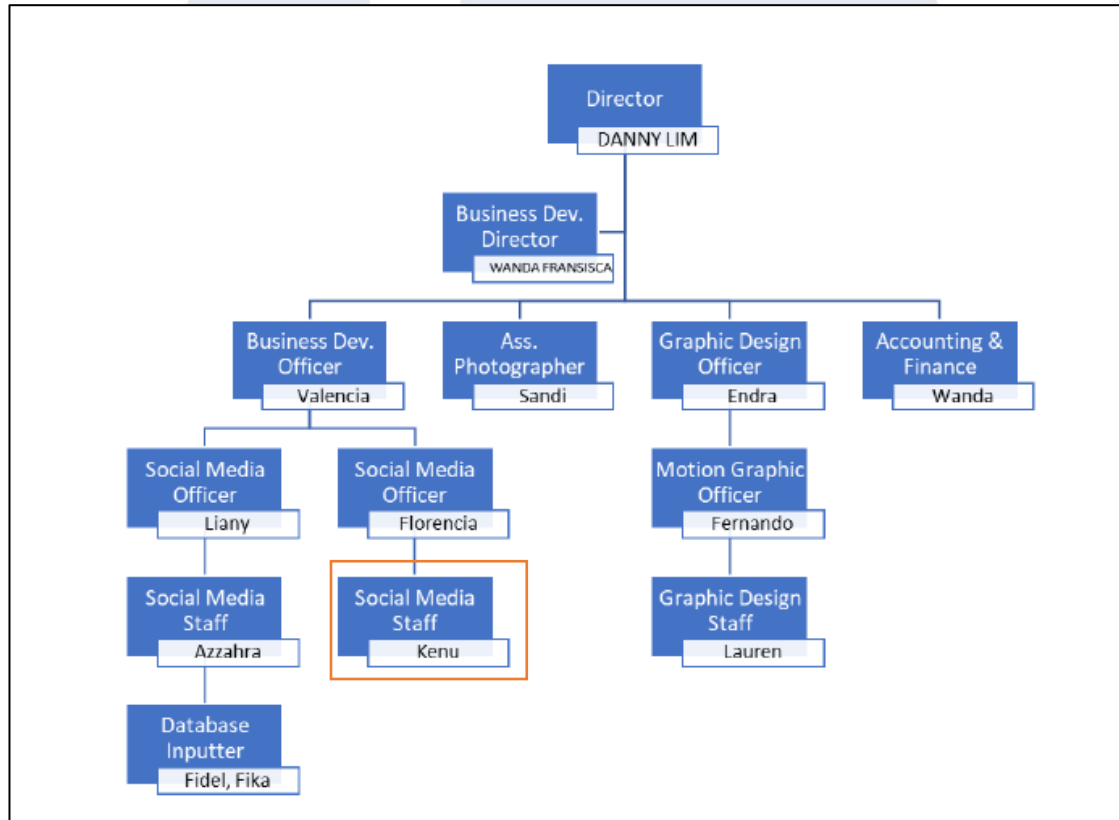 Director
DANNY LIM
Business Dev.
Director
WANDA FRANSISCA
Business Dev.
Officer
Valencia
Ass.
Photographer
Sandi
Graphic Design
Officer
Endra
Accounting &
Finance
Wanda
Social Media
Officer
Liany
Social Media
Officer
Florencia
Motion Graphic
Officer
Fernando
Social Media
Staff
Azzahra
Social Media
Staff
Kenu
Graphic Design
Staff
Lauren
Database
Inputter
Fidel, Fika